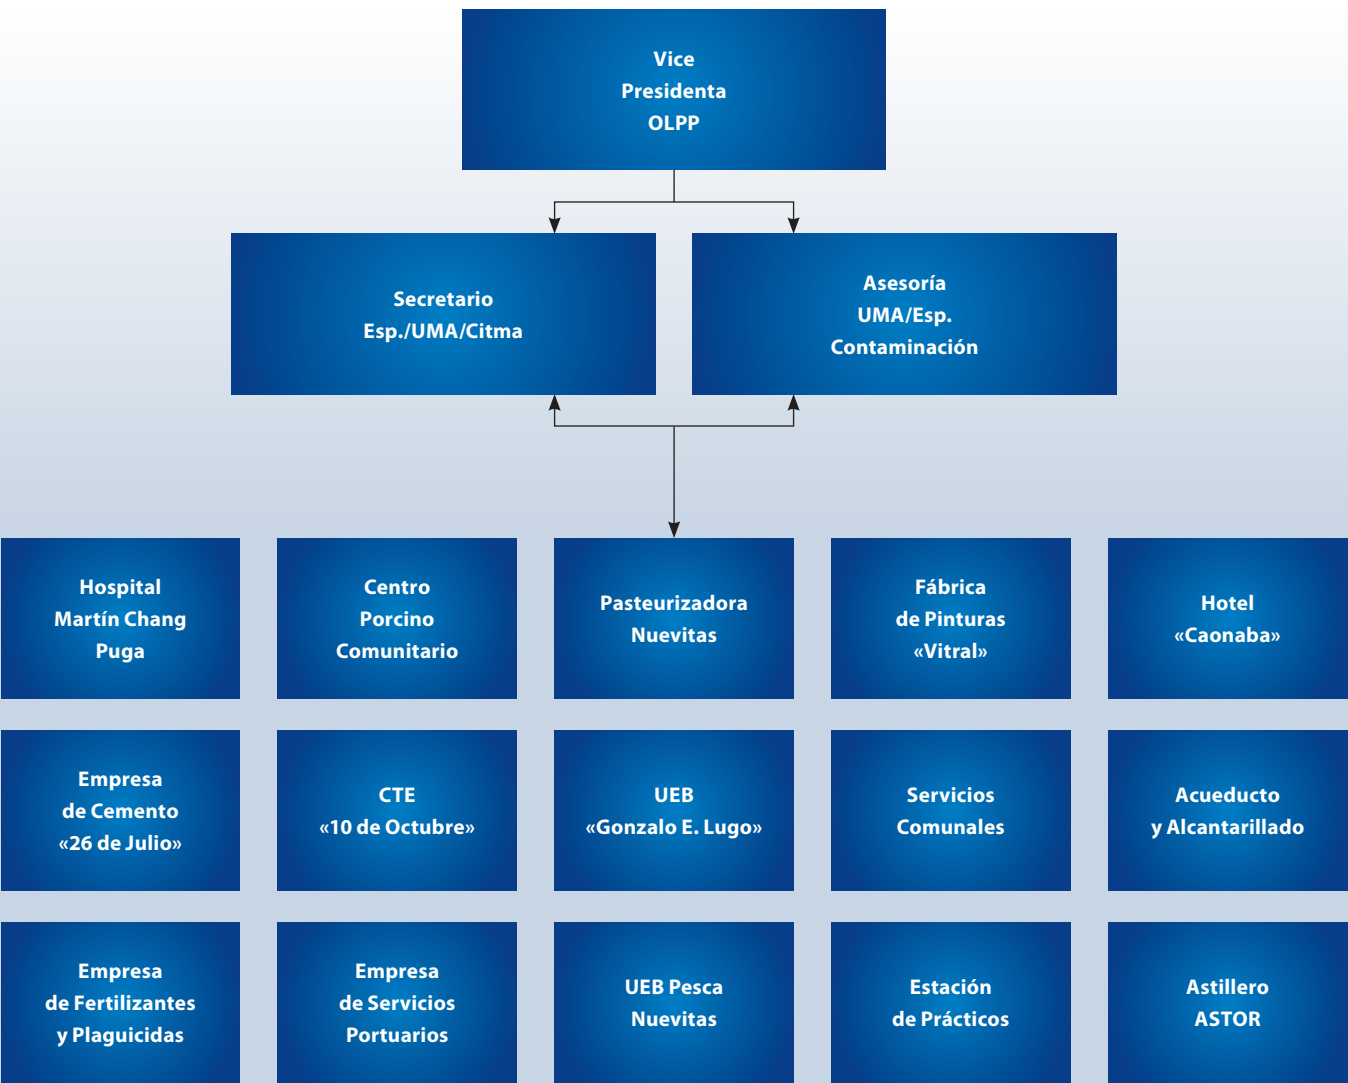 Vice
Presidenta
OLPP
Secretario
Esp./UMA/Citma
Asesoría
UMA/Esp.
Contaminación
Hospital
Martín Chang
Puga
Centro
Porcino
Comunitario
Pasteurizadora
Nuevitas
Fábrica
de Pinturas
«Vitral»
Hotel
«Caonaba»
Empresa
de Cemento
«26 de Julio»
CTE
«10 de Octubre»
UEB
«Gonzalo E. Lugo»
Servicios
Comunales
Acueducto
y Alcantarillado
Empresa
de Fertilizantes
y Plaguicidas
Empresa
de Servicios
Portuarios
UEB Pesca
Nuevitas
Estación
de Prácticos
Astillero
ASTOR